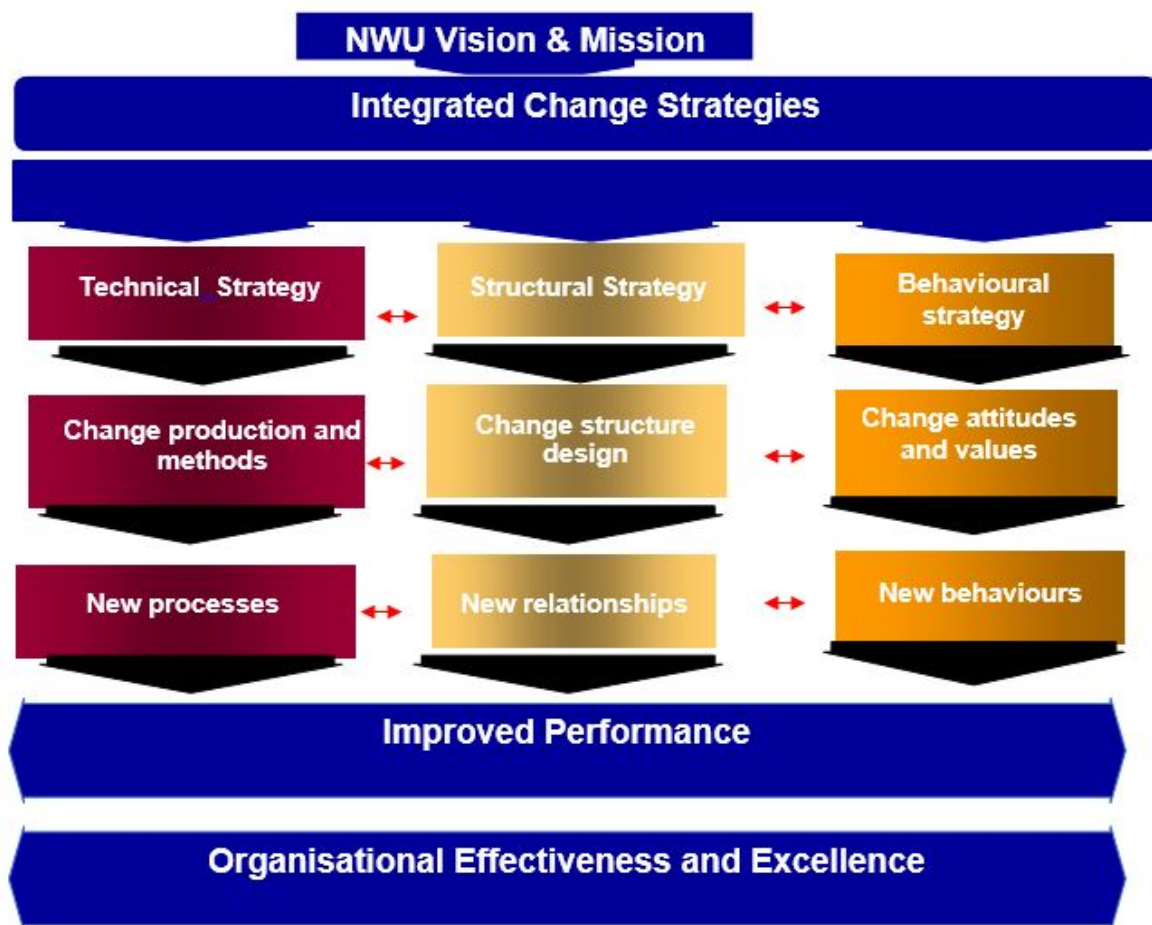 NWU Vision & Mission
Integrated Change Strategies
Technical Strategy
Structural Strategy
Behavioural
strategy
Change production and
methods
Change structure
design
Change attitudes
and values
New processes
New relationships
New behaviours
Improved Performance
Organisational Effectiveness and Excellence